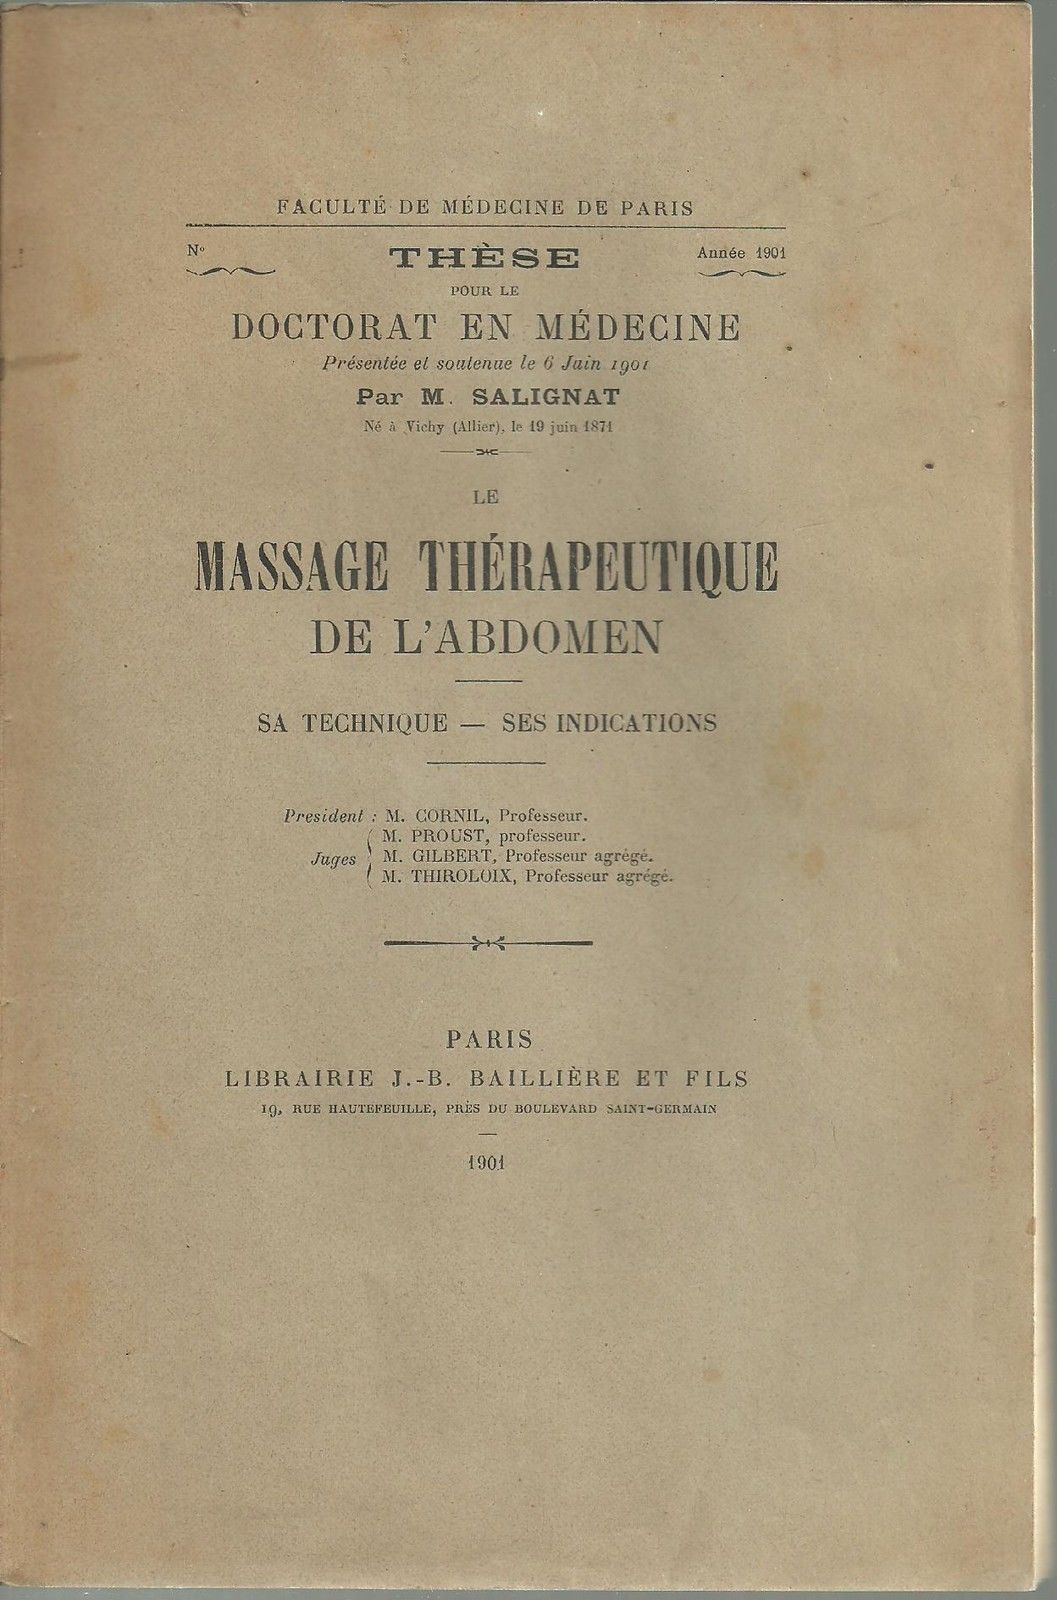 FACULTÉ DE MÉDECINE DE PARIS
N° THÈSE Année 1901
POUR LE
DOCTORAT EN MÉDECINE
Présentée et soutenue le 6 Juin 1901
Par M. SALIGNAT
Né à Vichy (Allier), le 19 juin 1871
LE
MASSAGE THÉRAPEUTIQUE
DE L'ABDOMEN
SA TECHNIQUE — SES INDICATIONS
President : M. CORNIL, Professeur.
M. PROUST, professeur.
Juges M. GILBERT, Professeur agrégé.
M. THIROLOIX, Professeur agrégé.
PARIS
LIBRAIRIE J.-B. BAILLIÈRE ET FILS
19, RUE HAUTEFEUILLE, PRÈS DU BOULEVARD SAINT-GERMAIN
1901